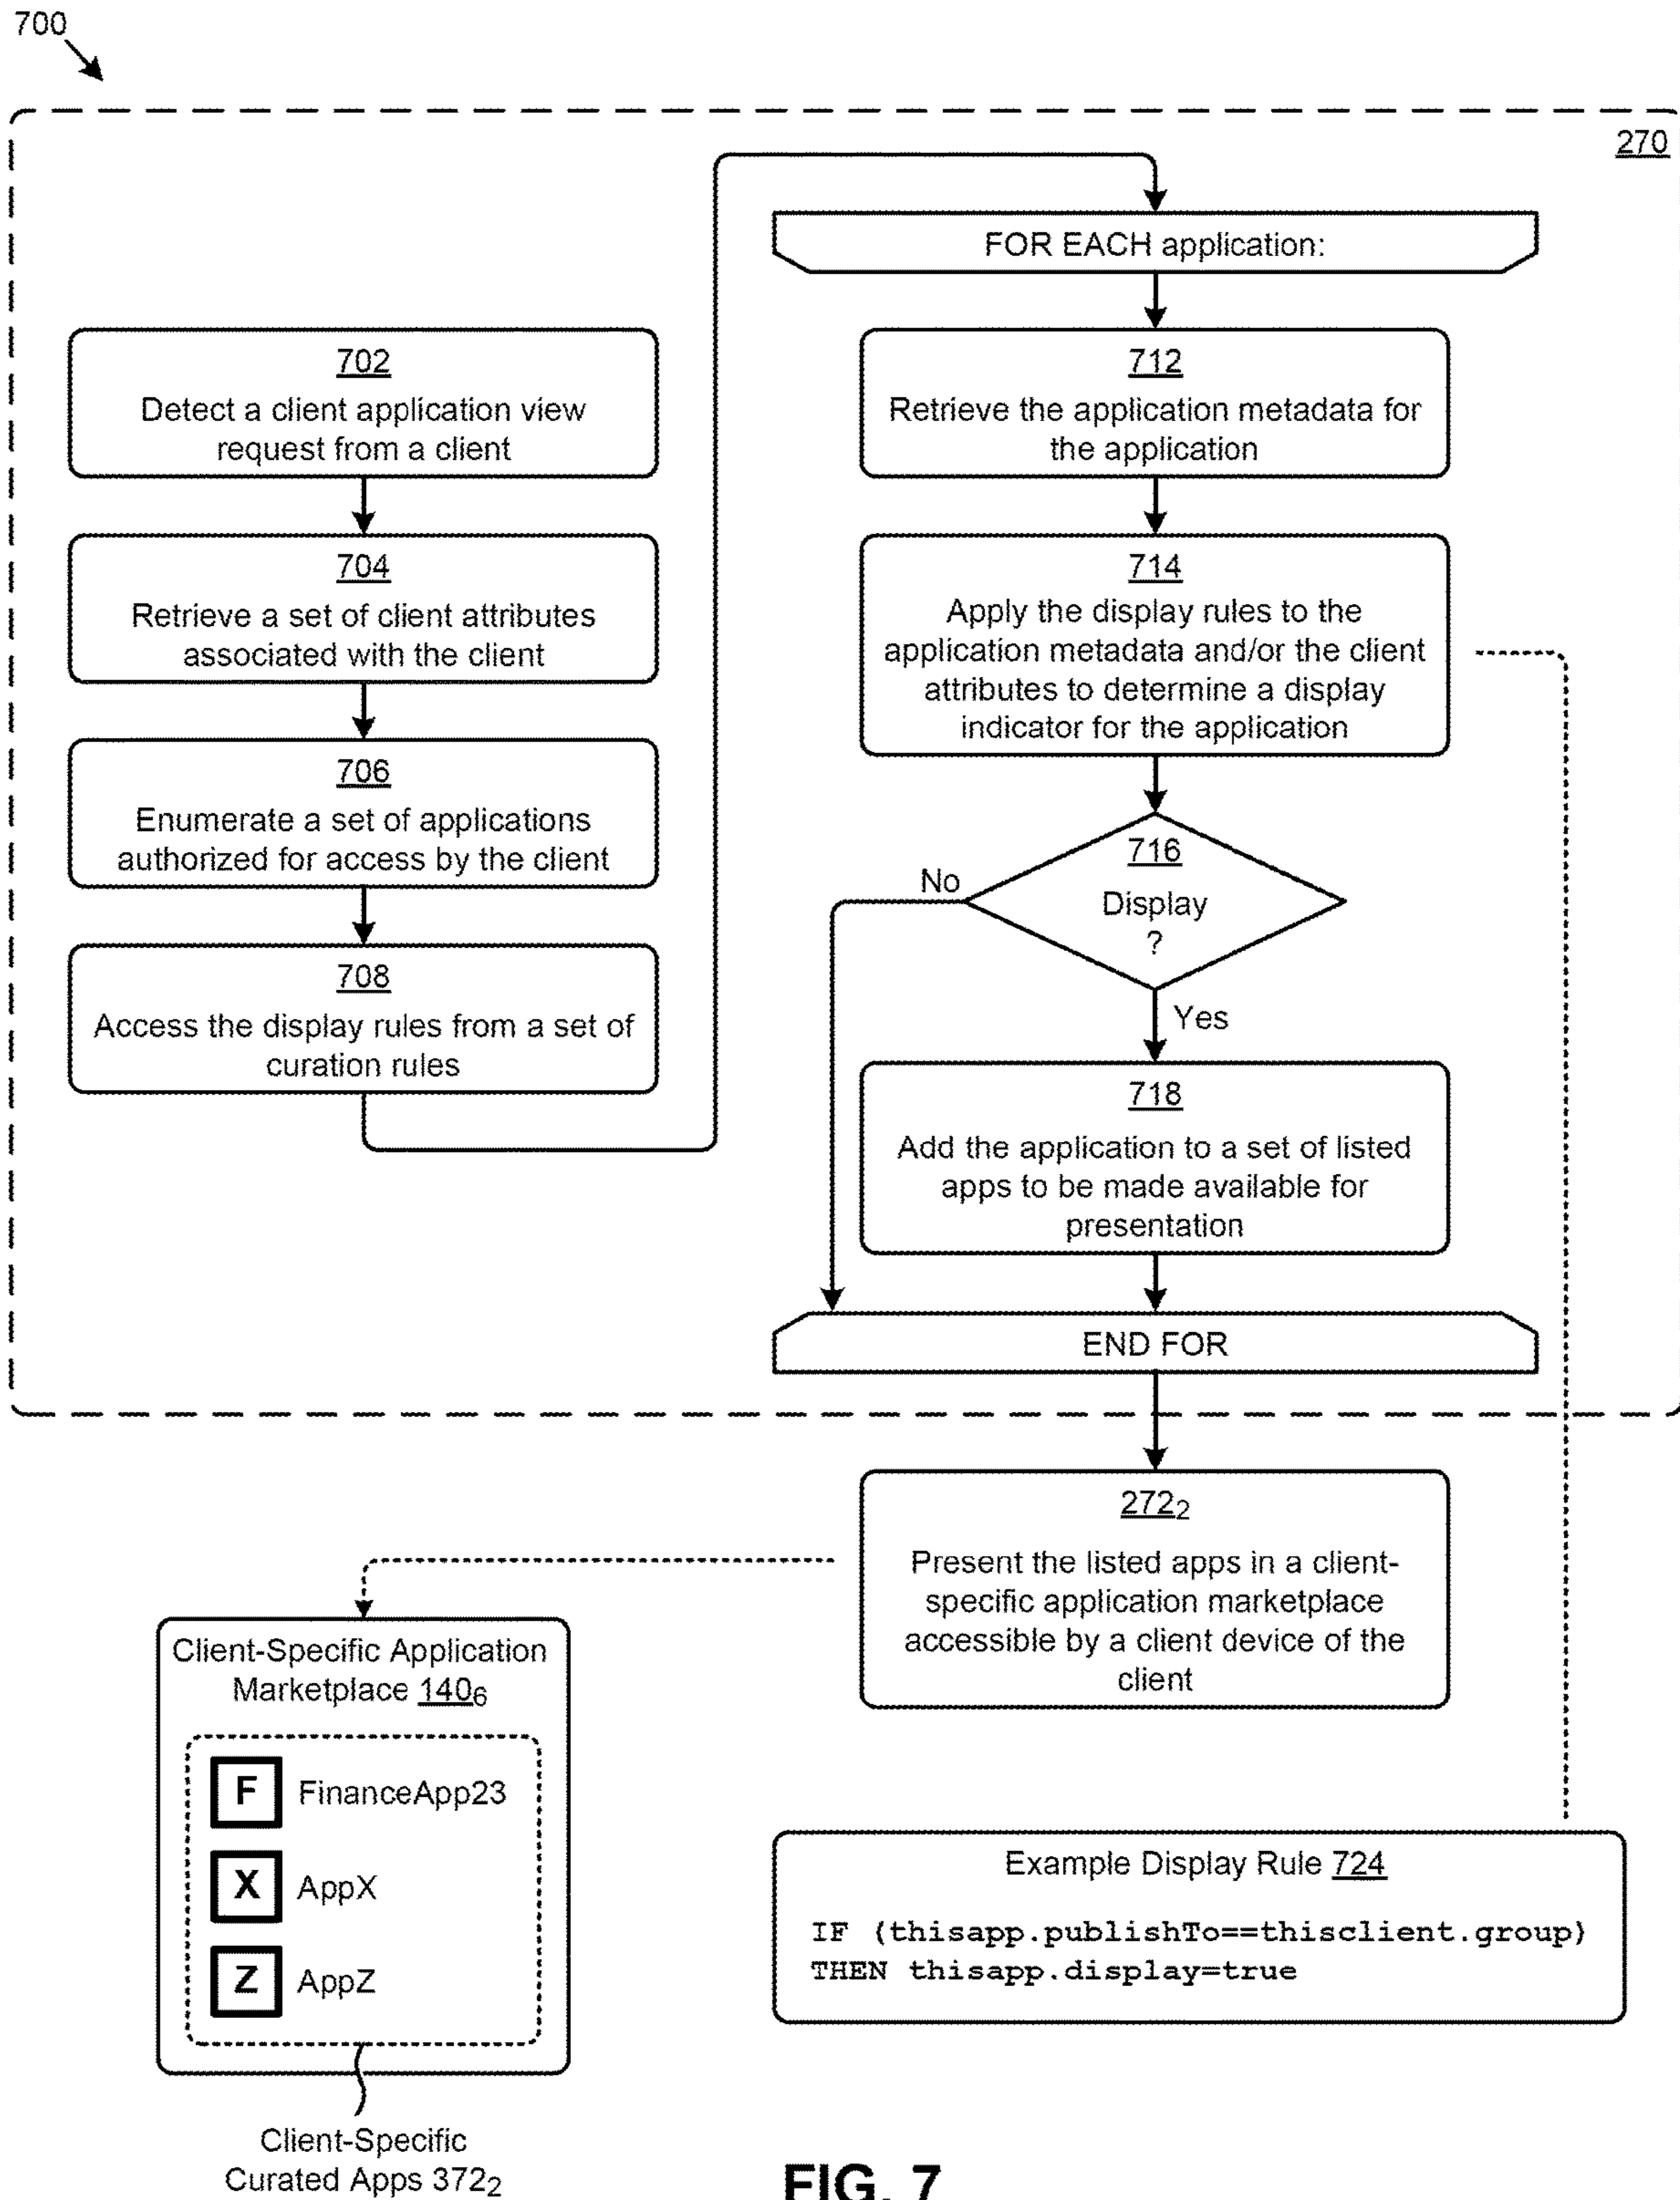 700
270
702
Detect a client application view
request from a client
704
Retrieve a set of client attributes
associated with the client
706
Enumerate a set of applications
authorized for access by the client
708
Access the display rules from a set of
curation rules
FOR EACH application:
712
Retrieve the application metadata for
the application
714
Apply the display rules to the
application metadata and/or the client
attributes to determine a display
indicator for the application
716
Display
?
No
Yes
718
Add the application to a set of listed
apps to be made available for
presentation
END FOR
272₂
Present the listed apps in a client-
specific application marketplace
accessible by a client device of the
client
Client-Specific Application
Marketplace 140₆
F FinanceApp23
X AppX
Z AppZ
Client-Specific
Curated Apps 372₂
Example Display Rule 724
IF (thisapp.publishTo==thisclient.group)
THEN thisapp.display=true
FIG. 7